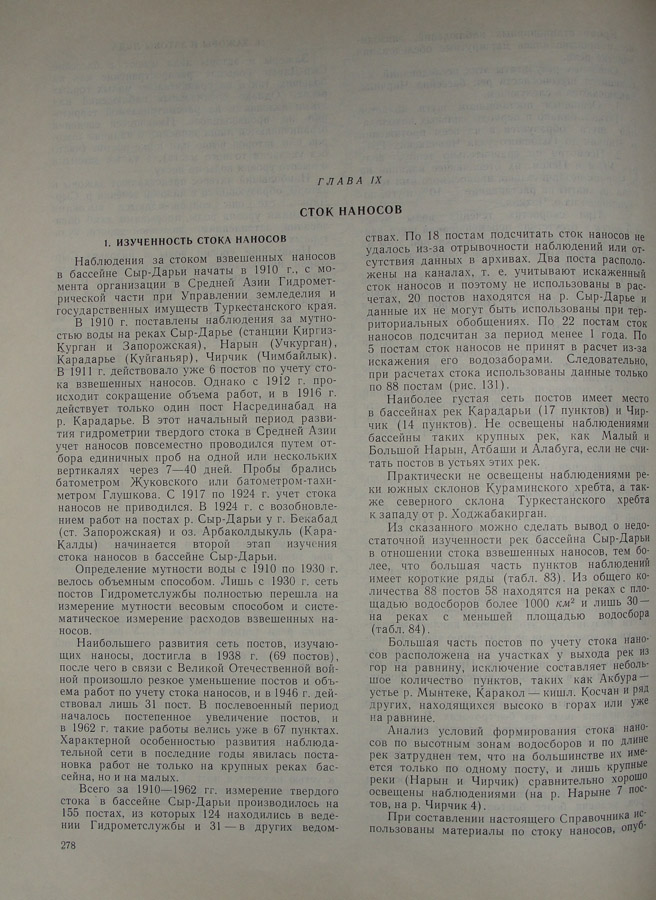 ГЛАВА IX
СТОК НАНОСОВ
1. ИЗУЧЕННОСТЬ СТОКА НАНОСОВ
Наблюдения за стоком взвешенных наносов
в бассейне Сыр-Дарьи начаты в 1910 г., с мо-
мента организации в Средней Азии Гидромет-
рической части при Управлении земледелия и
государственных имуществ Туркестанского края.
В 1910 г. поставлены наблюдения за мутно-
стью воды на реках Сыр-Дарье (станции Киргиз-
Курган и Запорожская), Нарын (Учкурган),
Карадарье (Куйганьяр), Чирчик (Чимбайлык).
В 1911 г. действовало уже 6 постов по учету сто-
ка взвешенных наносов. Однако с 1912 г. про-
исходит сокращение объема работ, и в 1916 г.
действует только один пост Насрединабад на
р. Карадарье. В этот начальный период разви-
тия гидрометрии твердого стока в Средней Азии
учет наносов повсеместно проводился путем от-
бора единичных проб на одной или нескольких
вертикалях через 7—40 дней. Пробы брались
батометром Жуковского или батометром-тахи-
метром Глушкова. С 1917 по 1924 г. учет стока
наносов не приводился. В 1924 г. с возобновле-
нием работ на постах р. Сыр-Дарьи у г. Бекабад
(ст. Запорожская) и оз. Арбаколдыкуль (Кара-
Калды) начинается второй этап изучения
стока наносов в бассейне Сыр-Дарьи.
Определение мутности воды с 1910 по 1930 г.
велось объемным способом. Лишь с 1930 г. сеть
постов Гидрометслужбы полностью перешла на
измерение мутности весовым способом и систе-
матическое измерение расходов взвешенных на-
носов.
Наибольшего развития сеть постов, изучаю-
щих наносы, достигла в 1938 г. (69 постов),
после чего в связи с Великой Отечественной вой-
ной произошло резкое уменьшение постов и объ-
ема работ по учету стока наносов, и в 1946 г. дей-
ствовал лишь 31 пост. В послевоенный период
началось постепенное увеличение постов, и
в 1962 г. такие работы велись уже в 67 пунктах.
Характерной особенностью развития наблюда-
тельной сети в последние годы явилась поста-
новка работ не только на крупных реках бас-
сейна, но и на малых.
Всего за 1910—1962 гг. измерение твердого
стока в бассейне Сыр-Дарьи производилось на
155 постах, из которых 124 находились в веде-
нии Гидрометслужбы и 31 — в других ведом-
278
ствах. По 18 постам подсчитать сток наносов не
удалось из-за отрывочности наблюдений или от-
сутствия данных в архивах. Два поста располо-
жены на каналах, т. е. учитывают искаженный
сток наносов и поэтому не использованы в рас-
четах, 20 постов находятся на р. Сыр-Дарье и
данные их не могут быть использованы при тер-
риториальных обобщениях. По 22 постам сток
наносов подсчитан за период менее 1 года. По
5 постам сток наносов не принят в расчет из-за
искажения его водозаборами. Следовательно,
при расчетах стока использованы данные только
по 88 постам (рис. 131).
Наиболее густая сеть постов имеет место
в бассейнах рек Карадарьи (17 пунктов) и Чир-
чик (14 пунктов). Не освещены наблюдениями
бассейны таких крупных рек, как Малый и
Большой Нарын, Атбаши и Алабуга, если не счи-
тать постов в устьях этих рек.
Практически не освещены наблюдениями ре-
ки южных склонов Кураминского хребта, а так-
же северного склона Туркестанского хребта
к западу от р. Ходжабакирган.
Из сказанного можно сделать вывод о недо-
статочной изученности рек бассейна Сыр-Дарьи
в отношении стока взвешенных наносов, тем бо-
лее, что большая часть пунктов наблюдений
имеет короткие ряды (табл. 83). Из общего ко-
личества 88 постов 58 находятся на реках с пло-
щадью водосборов более 1000 км² и лишь 30 —
на реках с меньшей площадью водосбора
(табл. 84).
Большая часть постов по учету стока нано-
сов расположена на участках у выхода рек из
гор на равнину, исключение составляет неболь-
шое количество пунктов, таких как Акбура —
устье р. Мынтеке, Каракол — кишл. Косчан и ряд
других, находящихся высоко в горах или уже
на равнине.
Анализ условий формирования стока нано-
сов по высотным зонам водосборов и по длине
рек затруднен тем, что на большинстве их име-
ется только по одному посту, и лишь крупные
реки (Нарын и Чирчик) сравнительно хорошо
освещены наблюдениями (на р. Нарыне 7 пос-
тов, на р. Чирчик 4).
При составлении настоящего Справочника ис-
пользованы материалы по стоку наносов, опуб-